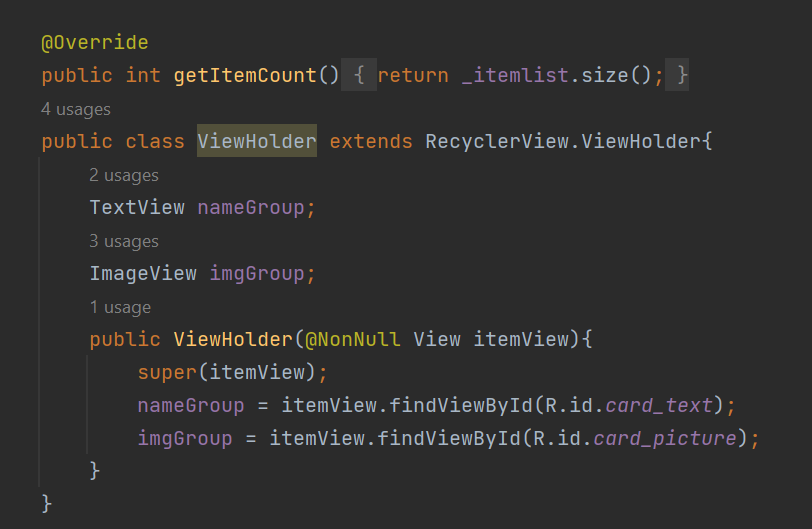 @Override
public int getItemCount() { return _itemlist.size(); }
4 usages
public class ViewHolder extends RecyclerView.ViewHolder{
2 usages
TextView nameGroup;
3 usages
ImageView imgGroup;
1 usage
public ViewHolder(@NonNull View itemView){
super(itemView);
nameGroup = itemView.findViewById(R.id.card_text);
imgGroup = itemView.findViewById(R.id.card_picture);
}
}